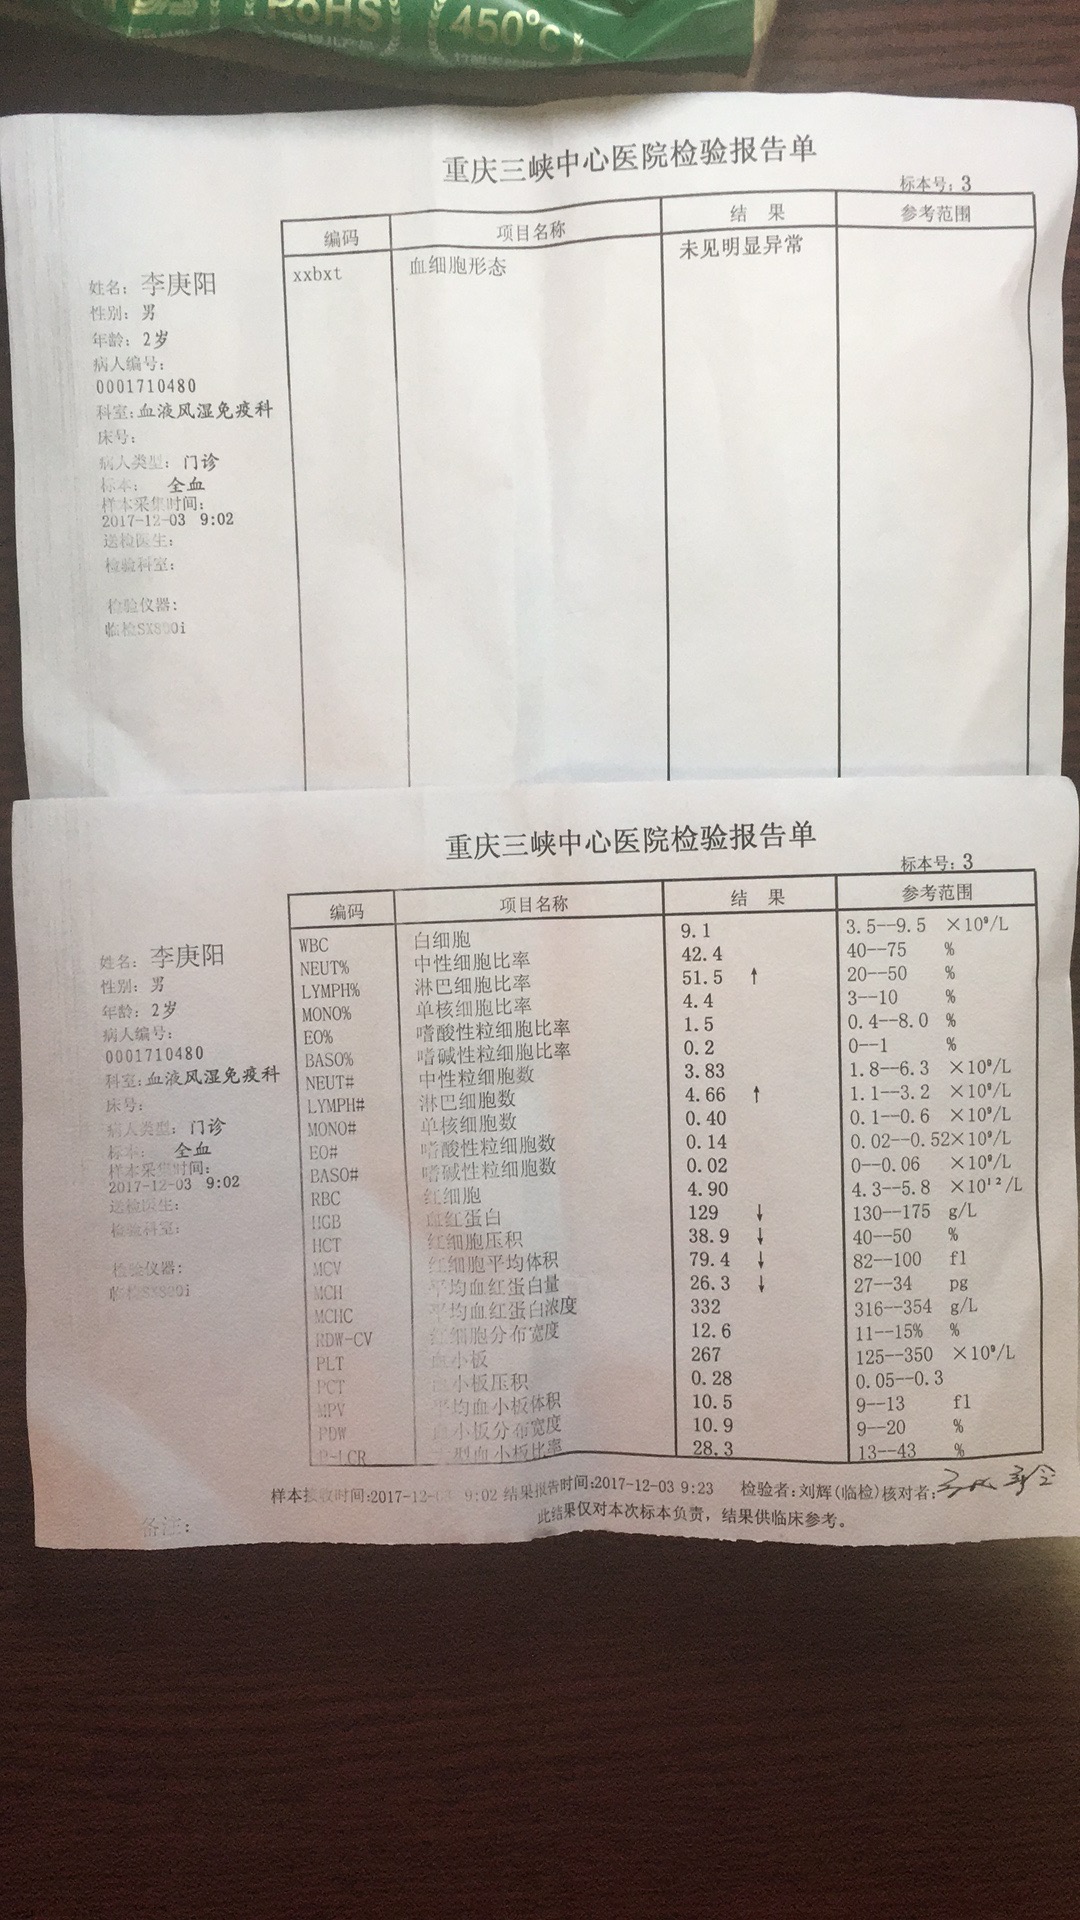 RoHS
450°c
重庆三峡中心医院检验报告单
标本号: 3
编码 项目名称 结 果 参考范围
xxbxt 血细胞形态 未见明显异常
姓名: 李庚阳
性别: 男
年龄: 2岁
病人编号:
0001710480
科室: 血液风湿免疫科
床号:
病人类型: 门诊
标本: 全血
样本采集时间:
2017-12-03 9:02
送检医生:
检验科室:
检验仪器:
临检SX800i
重庆三峡中心医院检验报告单
标本号: 3
编码 项目名称 结 果 参考范围
姓名: 李庚阳
性别: 男
年龄: 2岁
病人编号:
0001710480
科室: 血液风湿免疫科
床号:
病人类型: 门诊
标本: 全血
样本采集时间:
2017-12-03 9:02
送检医生:
检验科室:
检验仪器:
临检SX800i
WBC 白细胞 9.1 3.5--9.5 ×10⁹/L
NEUT% 中性细胞比率 42.4 40--75 %
LYMPH% 淋巴细胞比率 51.5 ↑ 20--50 %
MONO% 单核细胞比率 4.4 3--10 %
EO% 嗜酸性粒细胞比率 1.5 0.4--8.0 %
BASO% 嗜碱性粒细胞比率 0.2 0--1 %
NEUT# 中性粒细胞数 3.83 1.8--6.3 ×10⁹/L
LYMPH# 淋巴细胞数 4.66 ↑ 1.1--3.2 ×10⁹/L
MONO# 单核细胞数 0.40 0.1--0.6 ×10⁹/L
EO# 嗜酸性粒细胞数 0.14 0.02--0.52×10⁹/L
BASO# 嗜碱性粒细胞数 0.02 0--0.06 ×10⁹/L
RBC 红细胞 4.90 4.3--5.8 ×10¹²/L
HGB 血红蛋白 129 ↓ 130--175 g/L
HCT 红细胞压积 38.9 ↓ 40--50 %
MCV 红细胞平均体积 79.4 ↓ 82--100 fl
MCH 平均血红蛋白量 26.3 ↓ 27--34 pg
MCHC 平均血红蛋白浓度 332 316--354 g/L
RDW-CV 红细胞分布宽度 12.6 11--15% %
PLT 血小板 267 125--350 ×10⁹/L
PCT 血小板压积 0.28 0.05--0.3
MPV 平均血小板体积 10.5 9--13 fl
PDW 血小板分布宽度 10.9 9--20 %
P-LCR 型血小板比率 28.3 13--43 %
样本接收时间:2017-12-03 9:02 结果报告时间:2017-12-03 9:23 检验者: 刘辉(临检) 核对者:
此结果仅对本次标本负责, 结果供临床参考。
备注: